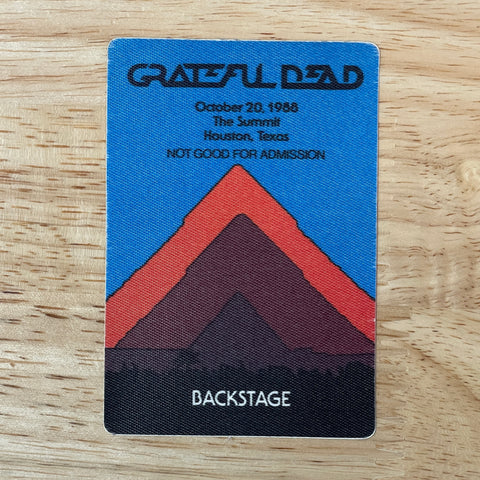 GRATEFUL DEAD
October 20, 1988
The Summit
Houston, Texas
NOT GOOD FOR ADMISSION
BACKSTAGE